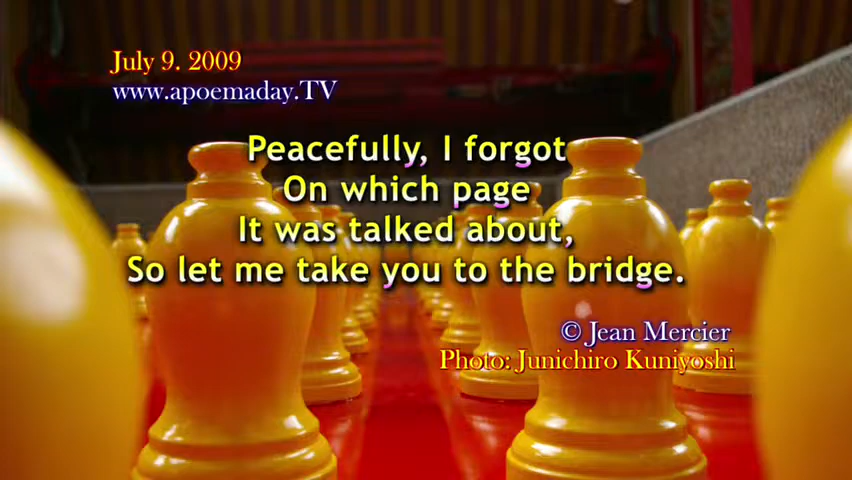 July 9. 2009
www.apoemaday.TV
Peacefully, I forgot
On which page
It was talked about,
So let me take you to the bridge.
© Jean Mercier
Photo: Junichiro Kuniyoshi